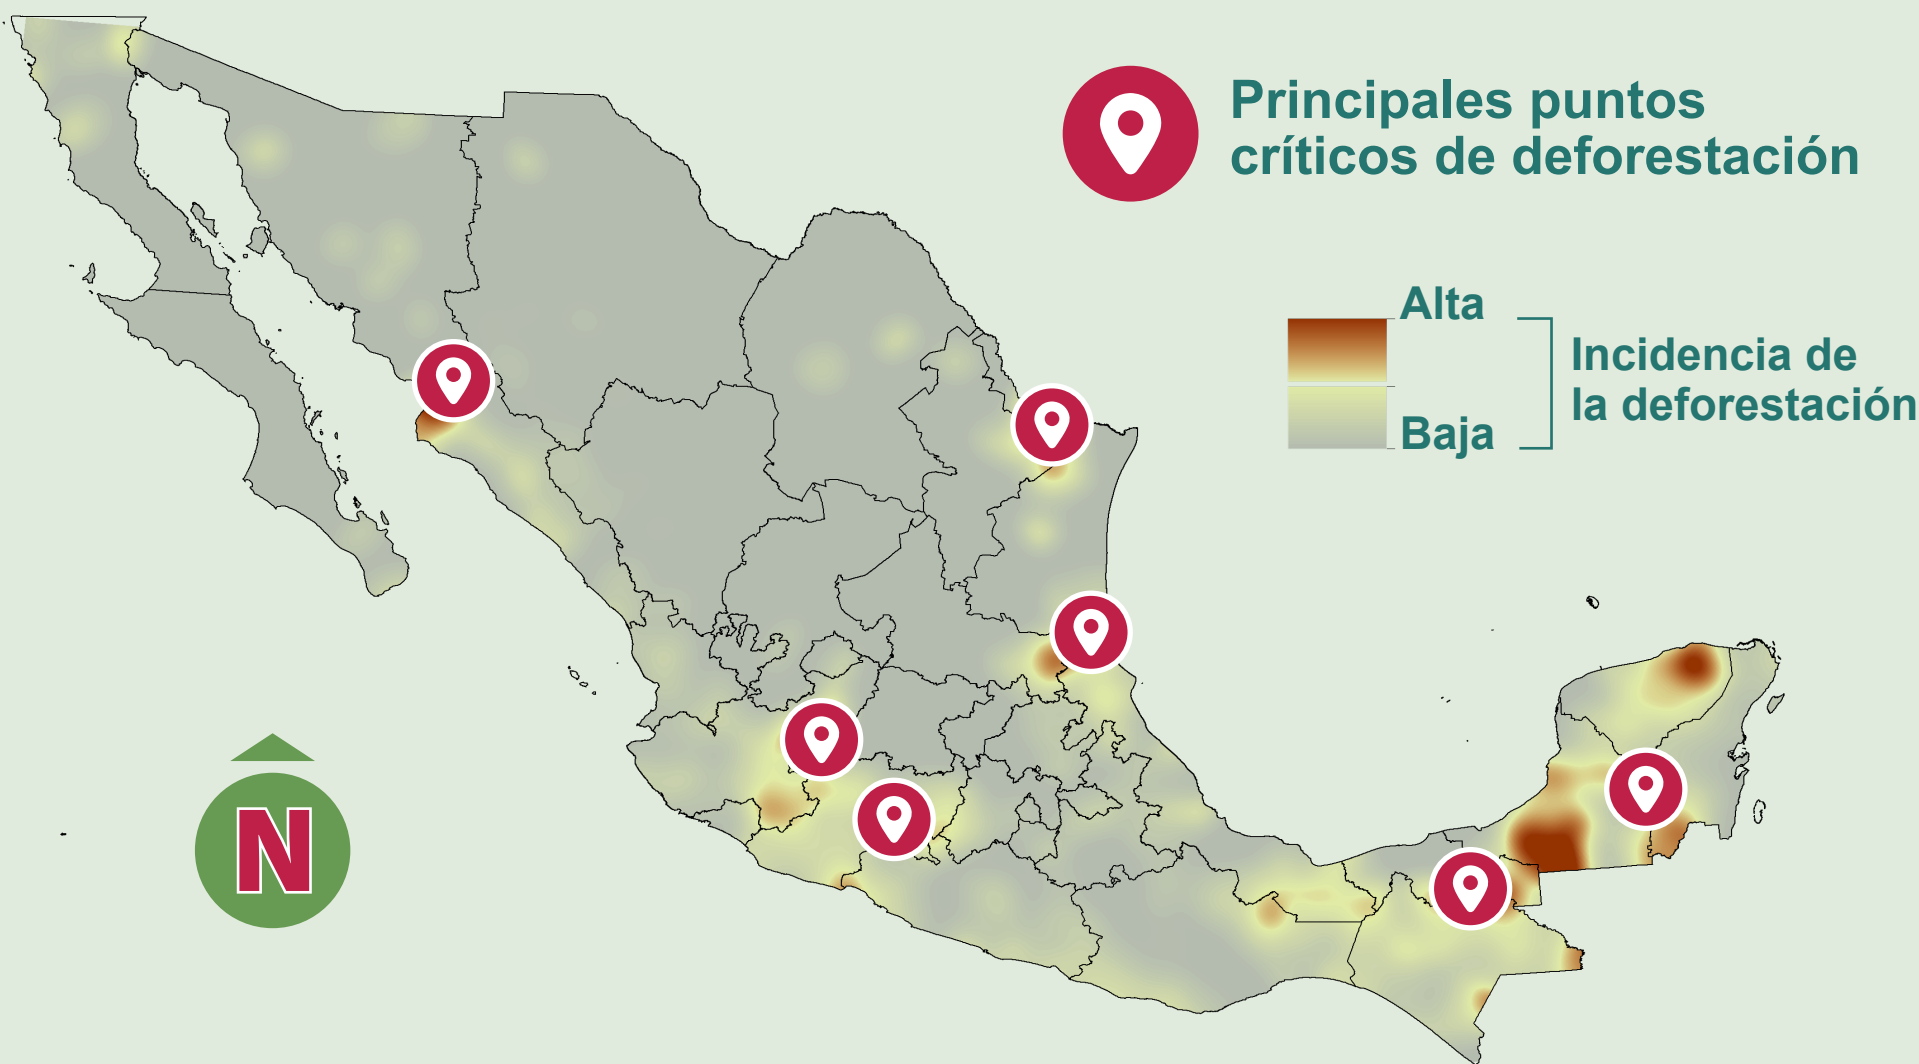 Principales puntos
críticos de deforestación
Alta
Baja
Incidencia de
la deforestación
N